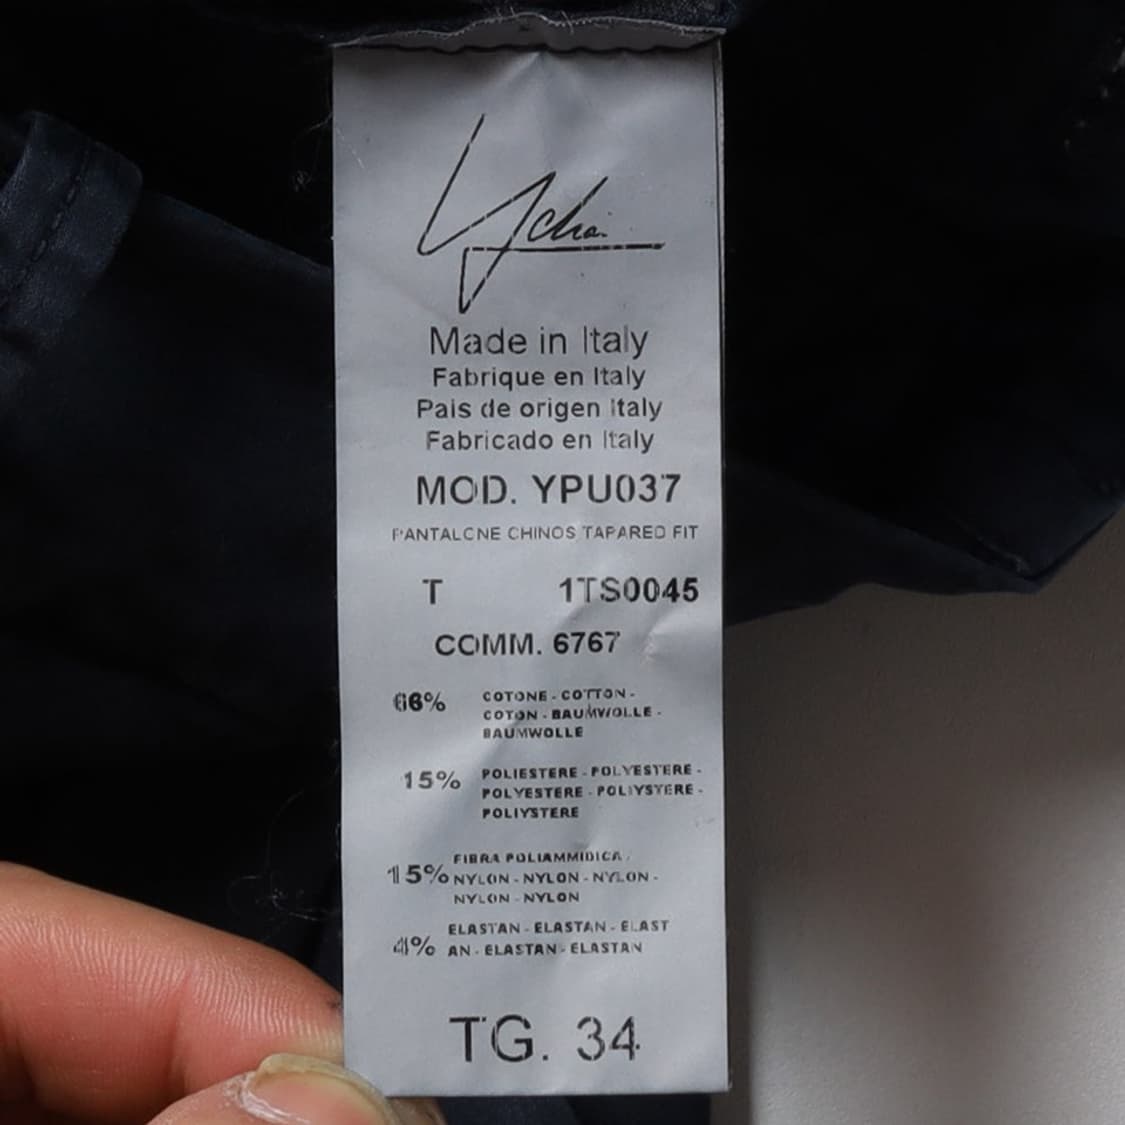 Ychai
Made in Italy
Fabrique en Italy
Pais de origen Italy
Fabricado en Italy
MOD. YPU037
PANTALONE CHINOS TAPARED FIT
T 1TS0045
COMM. 6767
66% COTONE - COTTON -
COTON - BAUMWOLLE -
BAUMWOLLE
15% POLIESTERE - POLYESTERE -
POLYESTERE - POLIYSTERE -
POLIYSTERE
FIBRA POLIAMMIDICA -
15% NYLON - NYLON - NYLON -
NYLON - NYLON
ELASTAN - ELASTAN - ELAST
4% AN - ELASTAN - ELASTAN
TG. 34